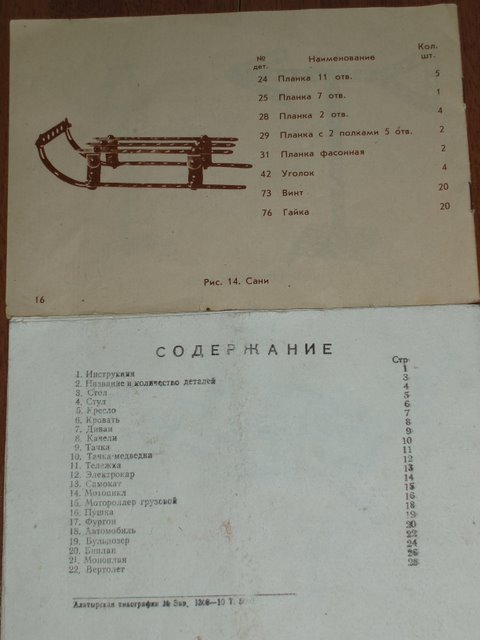 № дет. Наименование Кол. шт.
24 Планка 11 отв. 5
25 Планка 7 отв. 1
28 Планка 2 отв. 4
29 Планка с 2 полками 5 отв. 2
31 Планка фасонная 2
42 Уголок 4
73 Винт 20
76 Гайка 20
Рис. 14. Сани
16
СОДЕРЖАНИЕ
Стр
1. Инструкция 1
2. Название и количество деталей 3
3. Стол 4
4. Стул 5
5. Кресло 6
6. Кровать 7
7. Диван 8
8. Качели 9
9. Тачка 10
10. Тачка-медведка 11
11. Тележка 12
12. Электрокар 13
13. Самокат 14
14. Мотоцикл 15
15. Мотороллер грузовой 16
16. Пушка 18
17. Фургон 19
18. Автомобиль 20
19. Бульдозер 22
20. Биплан 24
21. Моноплан 26
22. Вертолет 28
Алатырская типография № Зак.